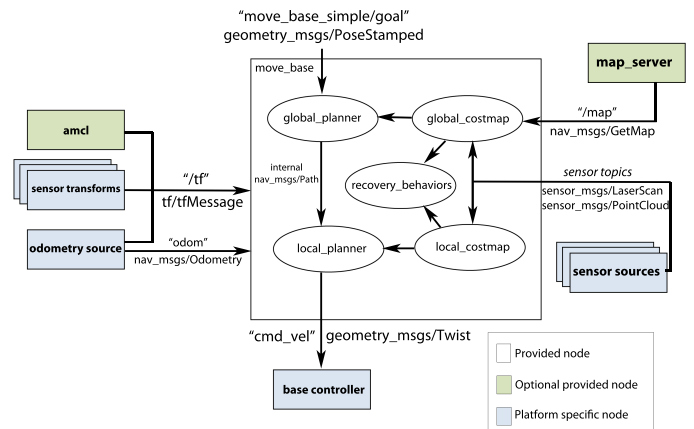 “move_base_simple/goal”
geometry_msgs/PoseStamped
move_base
map_server
global_planner
global_costmap
“/map”
nav_msgs/GetMap
amcl
internal
nav_msgs/Path
sensor topics
sensor transforms
“/tf”
tf/tfMessage
recovery_behaviors
sensor_msgs/LaserScan
sensor_msgs/PointCloud
odometry source
“odom”
nav_msgs/Odometry
local_planner
local_costmap
sensor sources
“cmd_vel”
geometry_msgs/Twist
base controller
Provided node
Optional provided node
Platform specific node